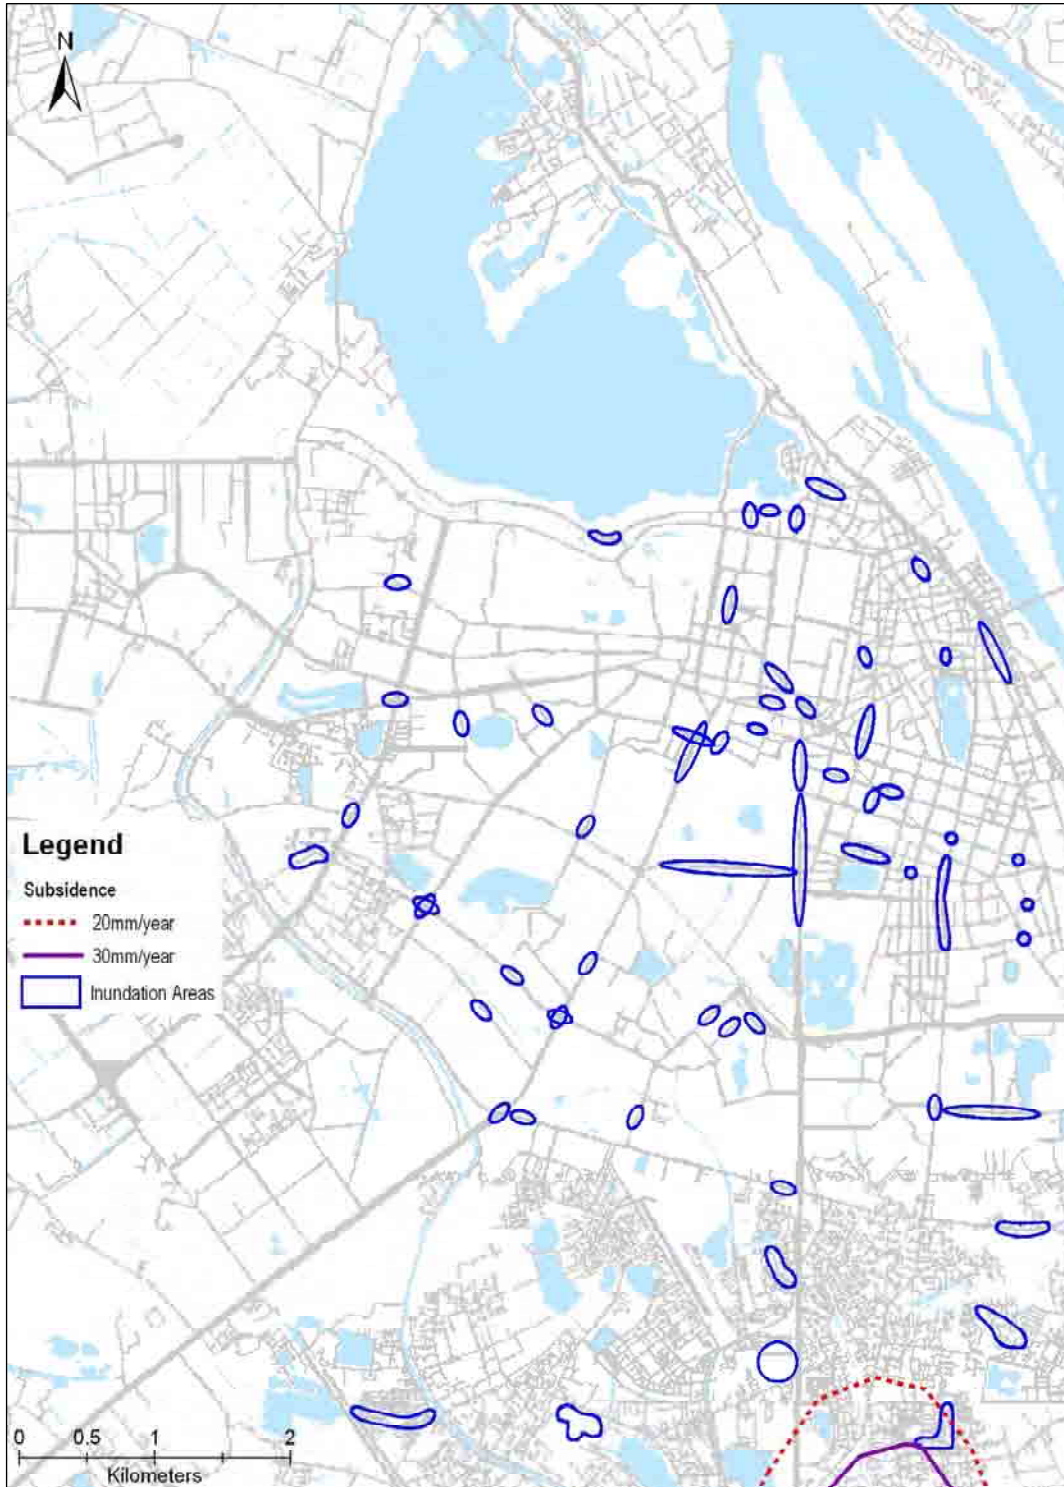 N
Legend
Subsidence
20mm/year
30mm/year
Inundation Areas
0 0.5 1 2
Kilometers